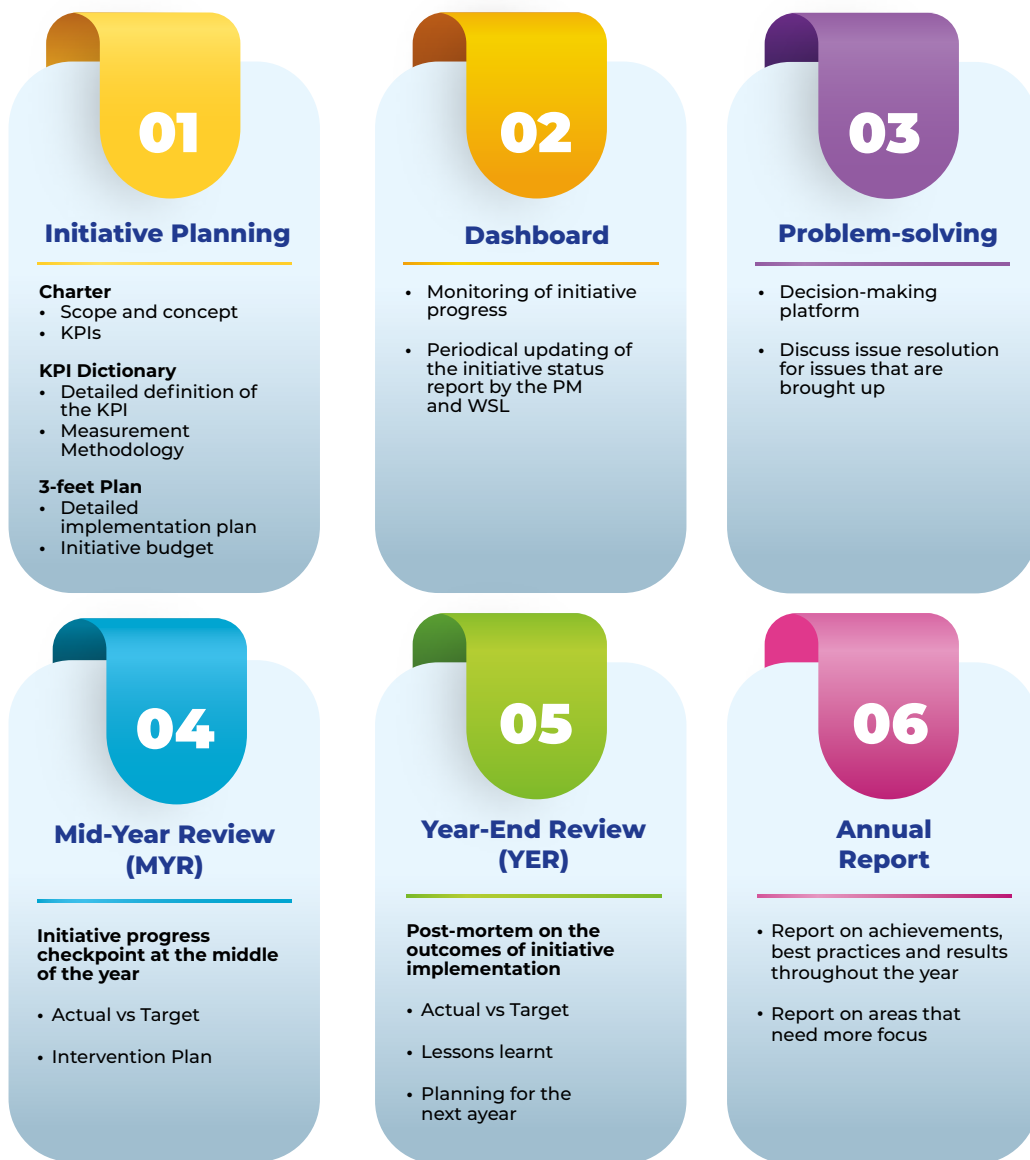 01
Initiative Planning
Charter
• Scope and concept
• KPIs
KPI Dictionary
• Detailed definition of
the KPI
• Measurement
Methodology
3-feet Plan
• Detailed
implementation plan
• Initiative budget
02
Dashboard
• Monitoring of initiative
progress
• Periodical updating of
the initiative status
report by the PM
and WSL
03
Problem-solving
• Decision-making
platform
• Discuss issue resolution
for issues that are
brought up
04
Mid-Year Review
(MYR)
Initiative progress
checkpoint at the middle
of the year
• Actual vs Target
• Intervention Plan
05
Year-End Review
(YER)
Post-mortem on the
outcomes of initiative
implementation
• Actual vs Target
• Lessons learnt
• Planning for the
next ayear
06
Annual
Report
• Report on achievements,
best practices and results
throughout the year
• Report on areas that
need more focus